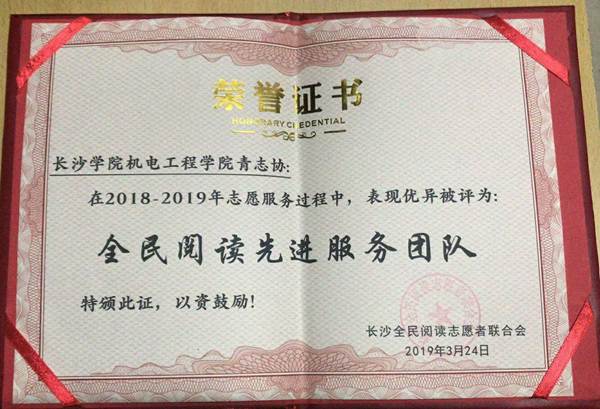 荣誉证书
HONORARY CREDENTIAL
长沙学院机电工程学院青志协:
在2018-2019年志愿服务过程中，表现优异被评为:
全民阅读先进服务团队
特颁此证，以资鼓励!
长沙全民阅读志愿者联合会
2019年3月24日